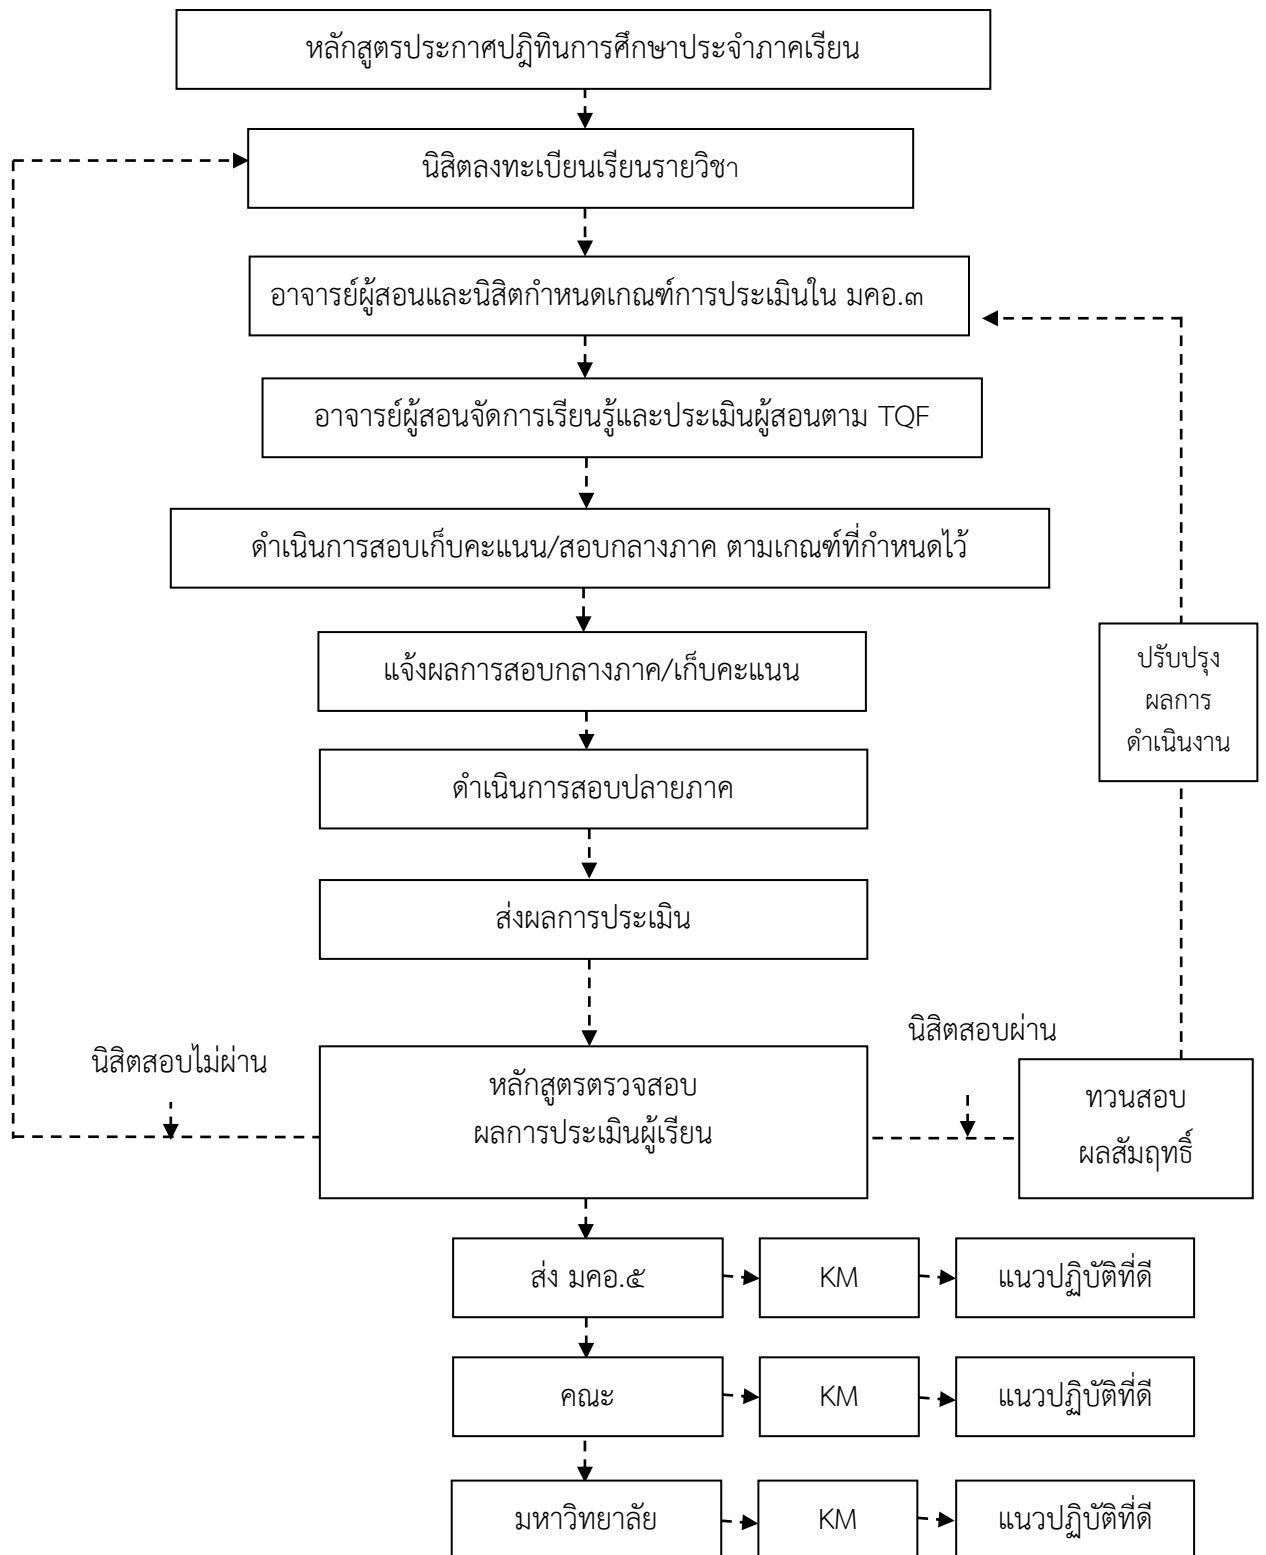 หลักสูตรประกาศปฎิทินการศึกษาประจำภาคเรียน
นิสิตลงทะเบียนเรียนรายวิชา
อาจารย์ผู้สอนและนิสิตกำหนดเกณฑ์การประเมินใน มคอ.๓
อาจารย์ผู้สอนจัดการเรียนรู้และประเมินผู้สอนตาม TQF
ดำเนินการสอบเก็บคะแนน/สอบกลางภาค ตามเกณฑ์ที่กำหนดไว้
แจ้งผลการสอบกลางภาค/เก็บคะแนน
ปรับปรุง
ผลการ
ดำเนินงาน
ดำเนินการสอบปลายภาค
ส่งผลการประเมิน
นิสิตสอบไม่ผ่าน
นิสิตสอบผ่าน
หลักสูตรตรวจสอบ
ผลการประเมินผู้เรียน
ทวนสอบ
ผลสัมฤทธิ์
ส่ง มคอ.๕
KM
แนวปฏิบัติที่ดี
คณะ
KM
แนวปฏิบัติที่ดี
มหาวิทยาลัย
KM
แนวปฏิบัติที่ดี